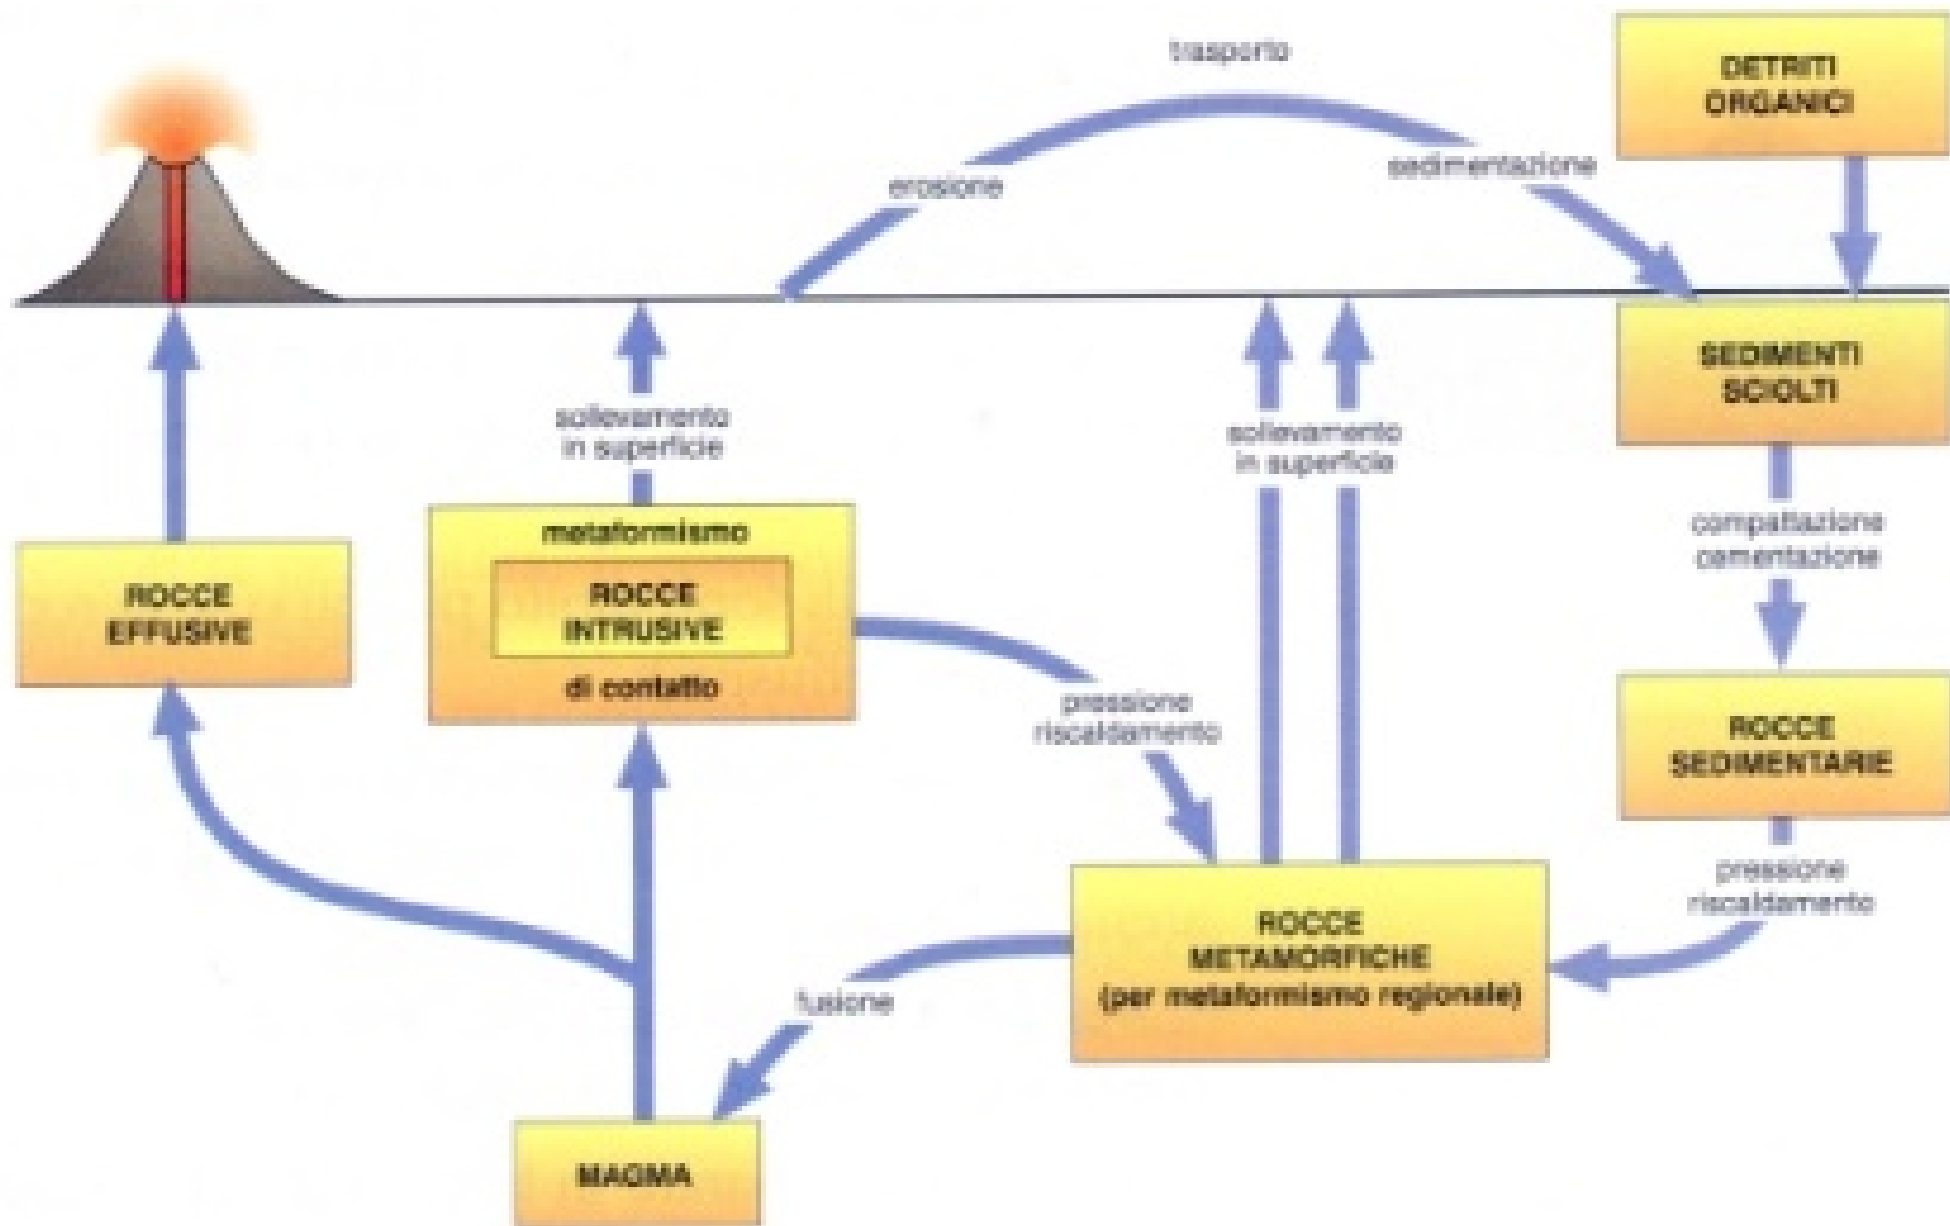 trasporto
DETRITI
ORGANICI
erosione
sedimentazione
sollevamento
in superficie
sollevamento
in superficie
SEDIMENTI
SCIOLTI
metaformismo
ROCCE
INTRUSIVE
di contatto
ROCCE
EFFUSIVE
compattazione
cementazione
pressione
riscaldamento
ROCCE
SEDIMENTARIE
pressione
riscaldamento
ROCCE
METAMORFICHE
(per metaformismo regionale)
fusione
MAGMA